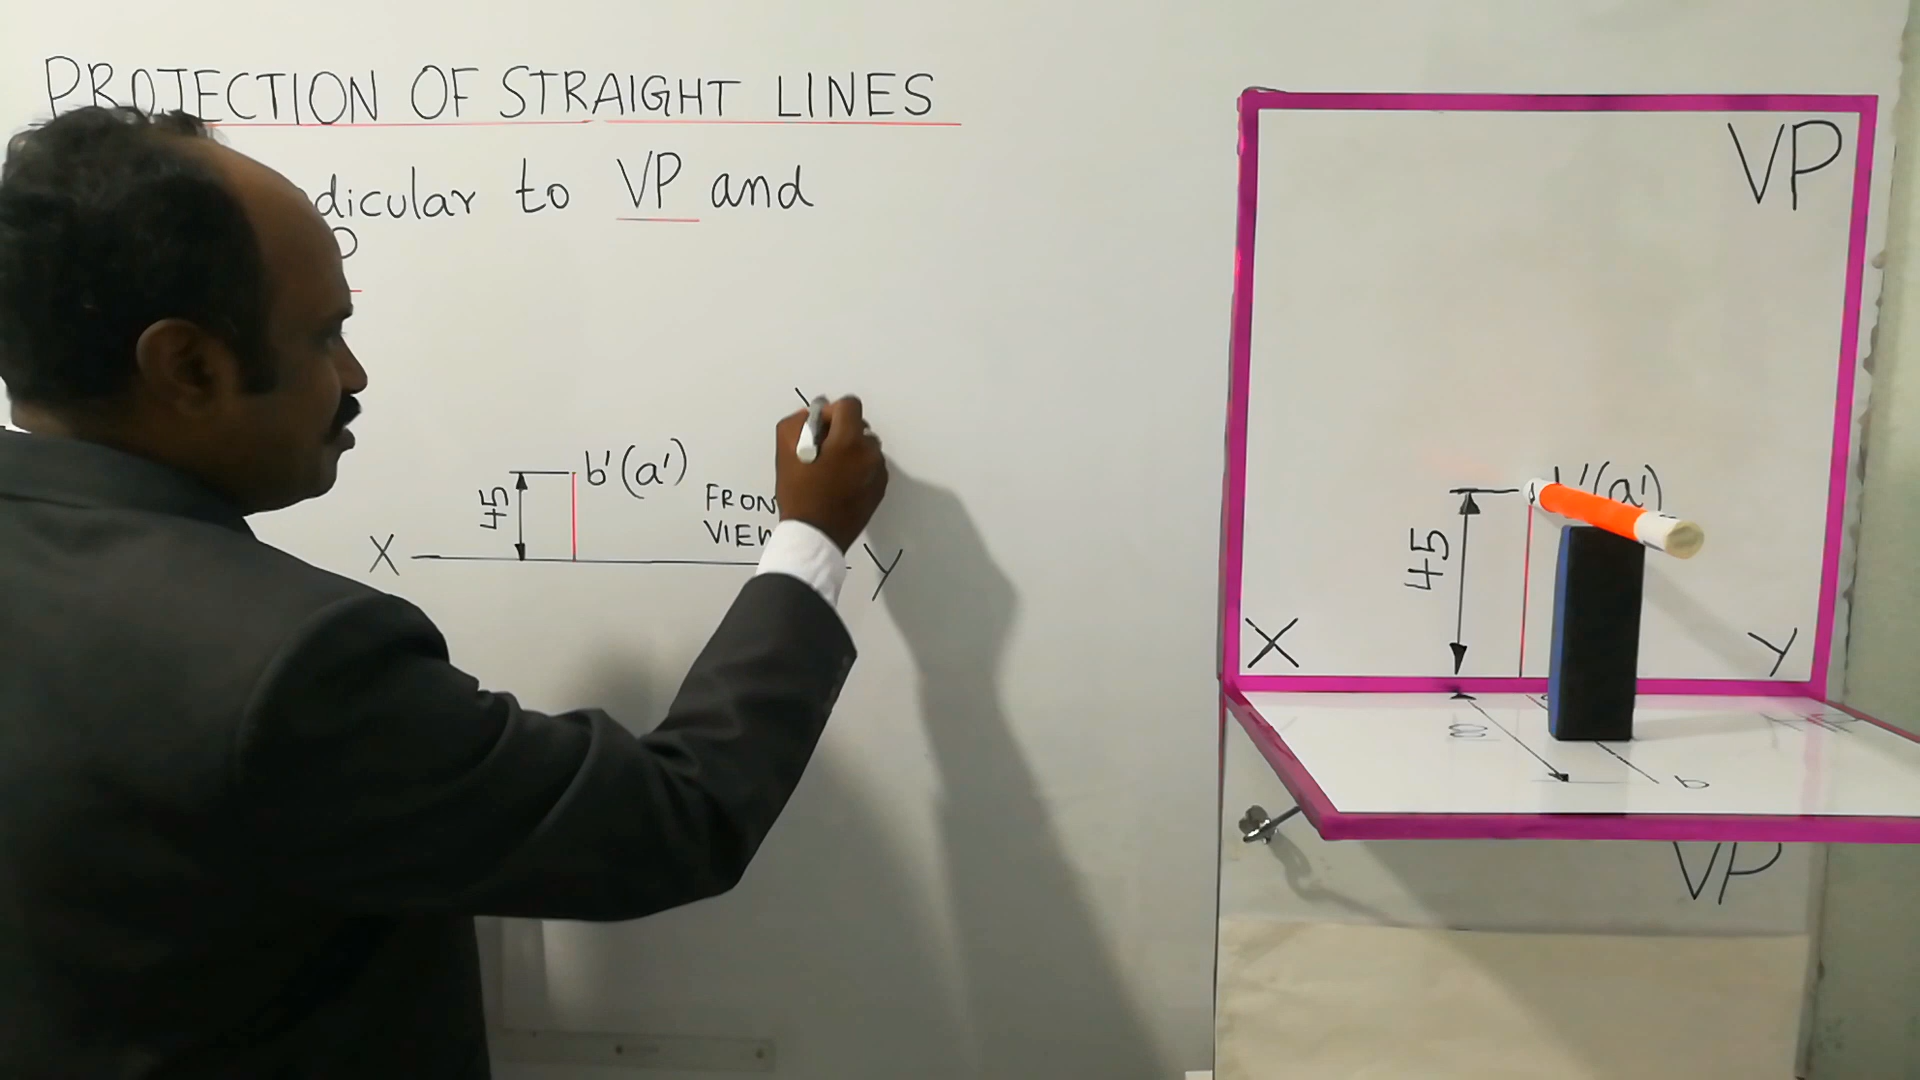 PROJECTION OF STRAIGHT LINES
dicular to VP and
b'(a')
45
FRON
VIEW
X
Y
VP
(a')
45
X
Y
b
VP